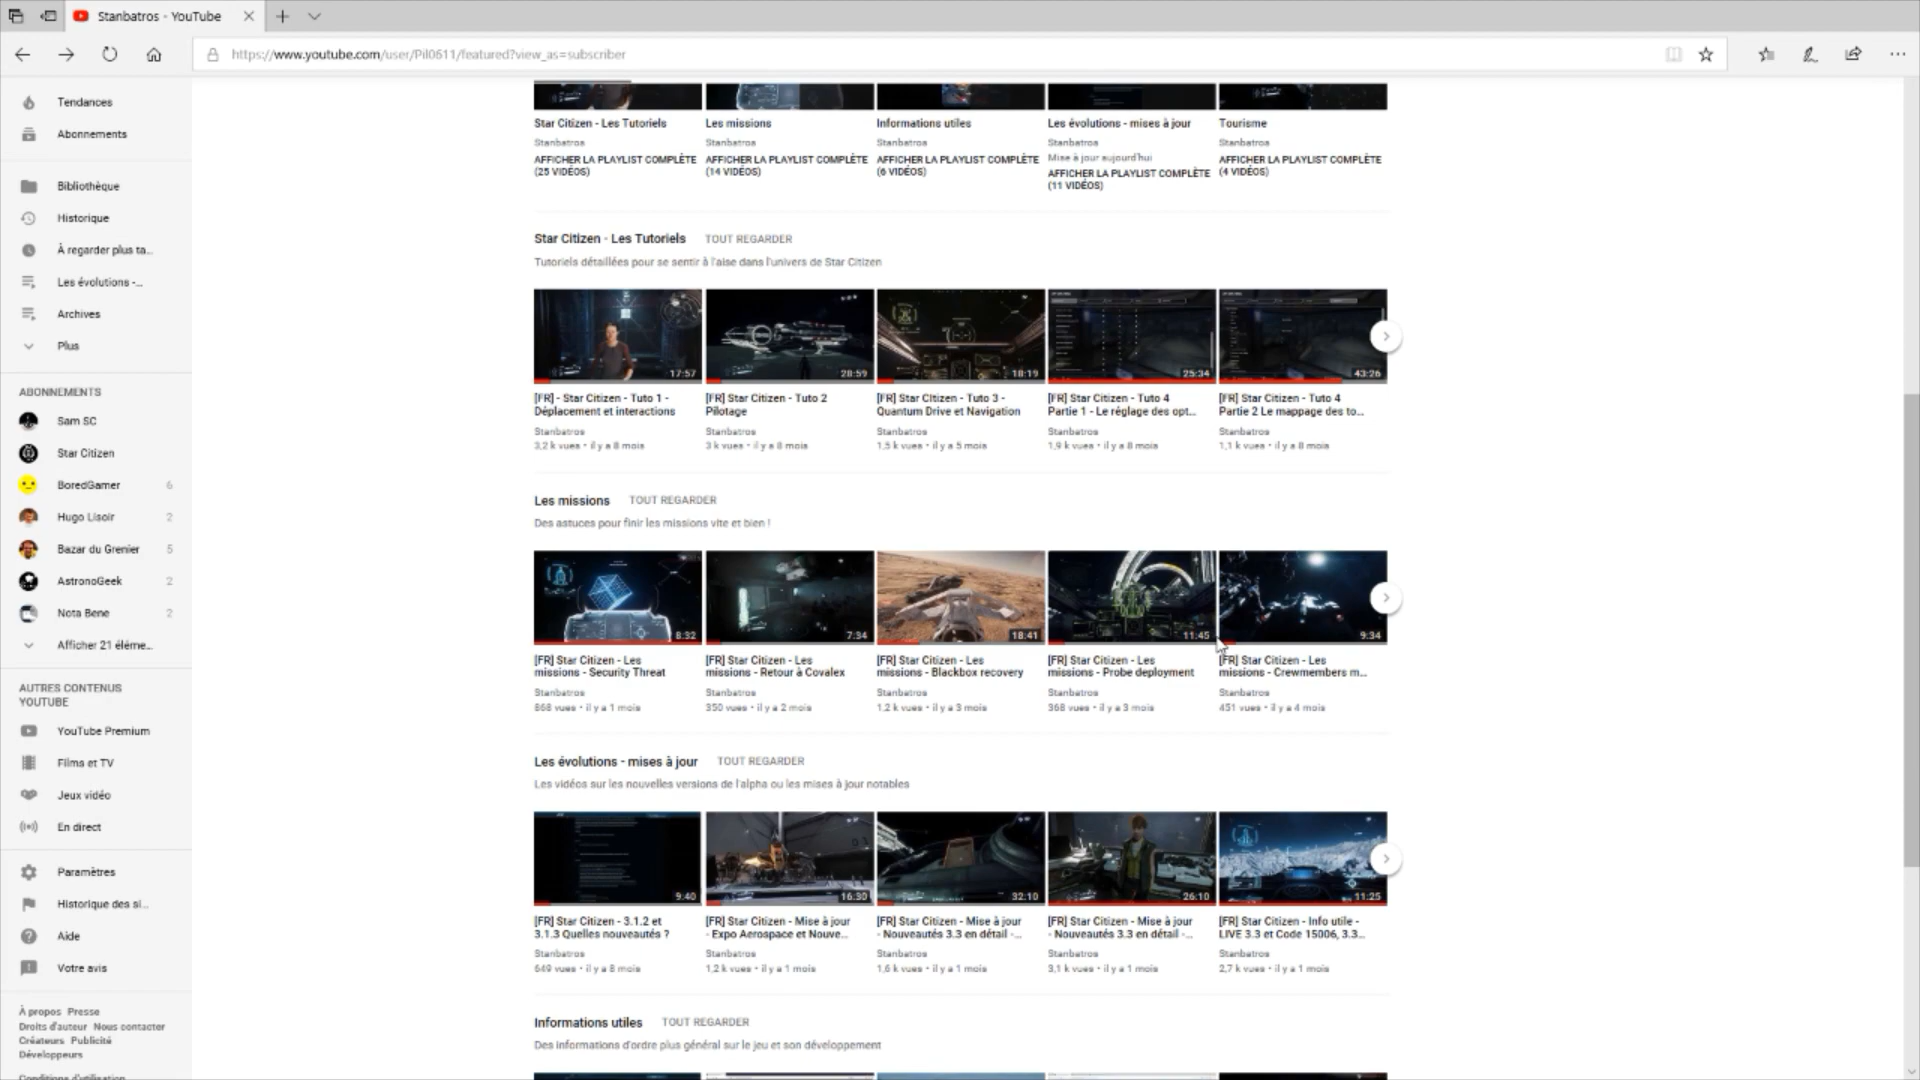 Stanbatros - YouTube
https://www.youtube.com/user/Pil0611/featured?view_as=subscriber
Tendances
Abonnements
Bibliothèque
Historique
À regarder plus ta...
Les évolutions -...
Archives
Plus
ABONNEMENTS
Sam SC
Star Citizen
BoredGamer 6
Hugo Lisoir 2
Bazar du Grenier 5
AstronoGeek 2
Nota Bene 2
Afficher 21 éléme...
AUTRES CONTENUS
YOUTUBE
YouTube Premium
Films et TV
Jeux vidéo
En direct
Paramètres
Historique des si...
Aide
Votre avis
À propos Presse
Droits d'auteur Nous contacter
Créateurs Publicité
Développeurs
Conditions d'utilisation
Star Citizen - Les Tutoriels
Stanbatros
AFFICHER LA PLAYLIST COMPLÈTE
(25 VIDÉOS)
Les missions
Stanbatros
AFFICHER LA PLAYLIST COMPLÈTE
(14 VIDÉOS)
Informations utiles
Stanbatros
AFFICHER LA PLAYLIST COMPLÈTE
(6 VIDÉOS)
Les évolutions - mises à jour
Stanbatros
Mise à jour aujourd'hui
AFFICHER LA PLAYLIST COMPLÈTE
(11 VIDÉOS)
Tourisme
Stanbatros
AFFICHER LA PLAYLIST COMPLÈTE
(4 VIDÉOS)
Star Citizen - Les Tutoriels TOUT REGARDER
Tutoriels détaillées pour se sentir à l'aise dans l'univers de Star Citizen
17:57
[FR] - Star Citizen - Tuto 1 -
Déplacement et interactions
Stanbatros
3,2 k vues • il y a 8 mois
28:59
[FR] Star Citizen - Tuto 2
Pilotage
Stanbatros
3 k vues • il y a 8 mois
18:19
[FR] Star Citizen - Tuto 3 -
Quantum Drive et Navigation
Stanbatros
1,5 k vues • il y a 5 mois
25:34
[FR] Star Citizen - Tuto 4
Partie 1 - Le réglage des opt...
Stanbatros
1,9 k vues • il y a 8 mois
43:26
[FR] Star Citizen - Tuto 4
Partie 2 Le mappage des to...
Stanbatros
1,1 k vues • il y a 8 mois
Les missions TOUT REGARDER
Des astuces pour finir les missions vite et bien !
8:32
[FR] Star Citizen - Les
missions - Security Threat
Stanbatros
868 vues • il y a 1 mois
7:34
[FR] Star Citizen - Les
missions - Retour à Covalex
Stanbatros
350 vues • il y a 2 mois
18:41
[FR] Star Citizen - Les
missions - Blackbox recovery
Stanbatros
1,2 k vues • il y a 3 mois
11:45
[FR] Star Citizen - Les
missions - Probe deployment
Stanbatros
368 vues • il y a 3 mois
9:34
[FR] Star Citizen - Les
missions - Crewmembers m...
Stanbatros
451 vues • il y a 4 mois
Les évolutions - mises à jour TOUT REGARDER
Les vidéos sur les nouvelles versions de l'alpha ou les mises à jour notables
9:40
[FR] Star Citizen - 3.1.2 et
3.1.3 Quelles nouveautés ?
Stanbatros
649 vues • il y a 8 mois
16:30
[FR] Star Citizen - Mise à jour
- Expo Aerospace et Nouve...
Stanbatros
1,2 k vues • il y a 1 mois
32:10
[FR] Star Citizen - Mise à jour
- Nouveautés 3.3 en détail -...
Stanbatros
1,6 k vues • il y a 1 mois
26:10
[FR] Star Citizen - Mise à jour
- Nouveautés 3.3 en détail -...
Stanbatros
3,1 k vues • il y a 1 mois
11:25
[FR] Star Citizen - Info utile -
LIVE 3.3 et Code 15006, 3.3...
Stanbatros
2,7 k vues • il y a 1 mois
Informations utiles TOUT REGARDER
Des informations d'ordre plus général sur le jeu et son développement